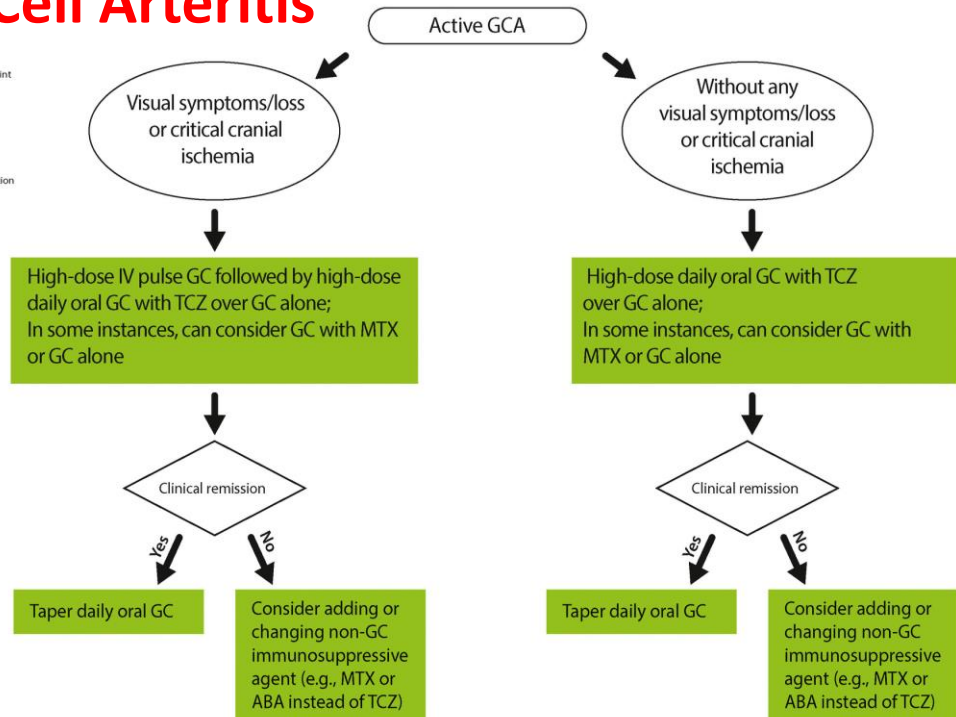 Cell Arteritis
Active GCA
Visual symptoms/loss
or critical cranial
ischemia
Without any
visual symptoms/loss
or critical cranial
ischemia
High-dose IV pulse GC followed by high-dose
daily oral GC with TCZ over GC alone;
In some instances, can consider GC with MTX
or GC alone
High-dose daily oral GC with TCZ
over GC alone;
In some instances, can consider GC with
MTX or GC alone
Clinical remission
Clinical remission
Yes
No
Yes
No
Taper daily oral GC
Consider adding or
changing non-GC
immunosuppressive
agent (e.g., MTX or
ABA instead of TCZ)
Taper daily oral GC
Consider adding or
changing non-GC
immunosuppressive
agent (e.g., MTX or
ABA instead of TCZ)